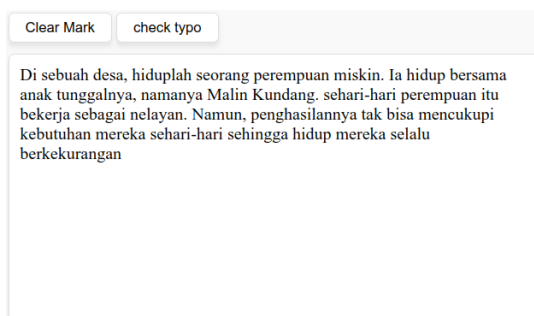 Clear Mark check typo
Di sebuah desa, hiduplah seorang perempuan miskin. Ia hidup bersama
anak tunggalnya, namanya Malin Kundang. sehari-hari perempuan itu
bekerja sebagai nelayan. Namun, penghasilannya tak bisa mencukupi
kebutuhan mereka sehari-hari sehingga hidup mereka selalu
berkekurangan